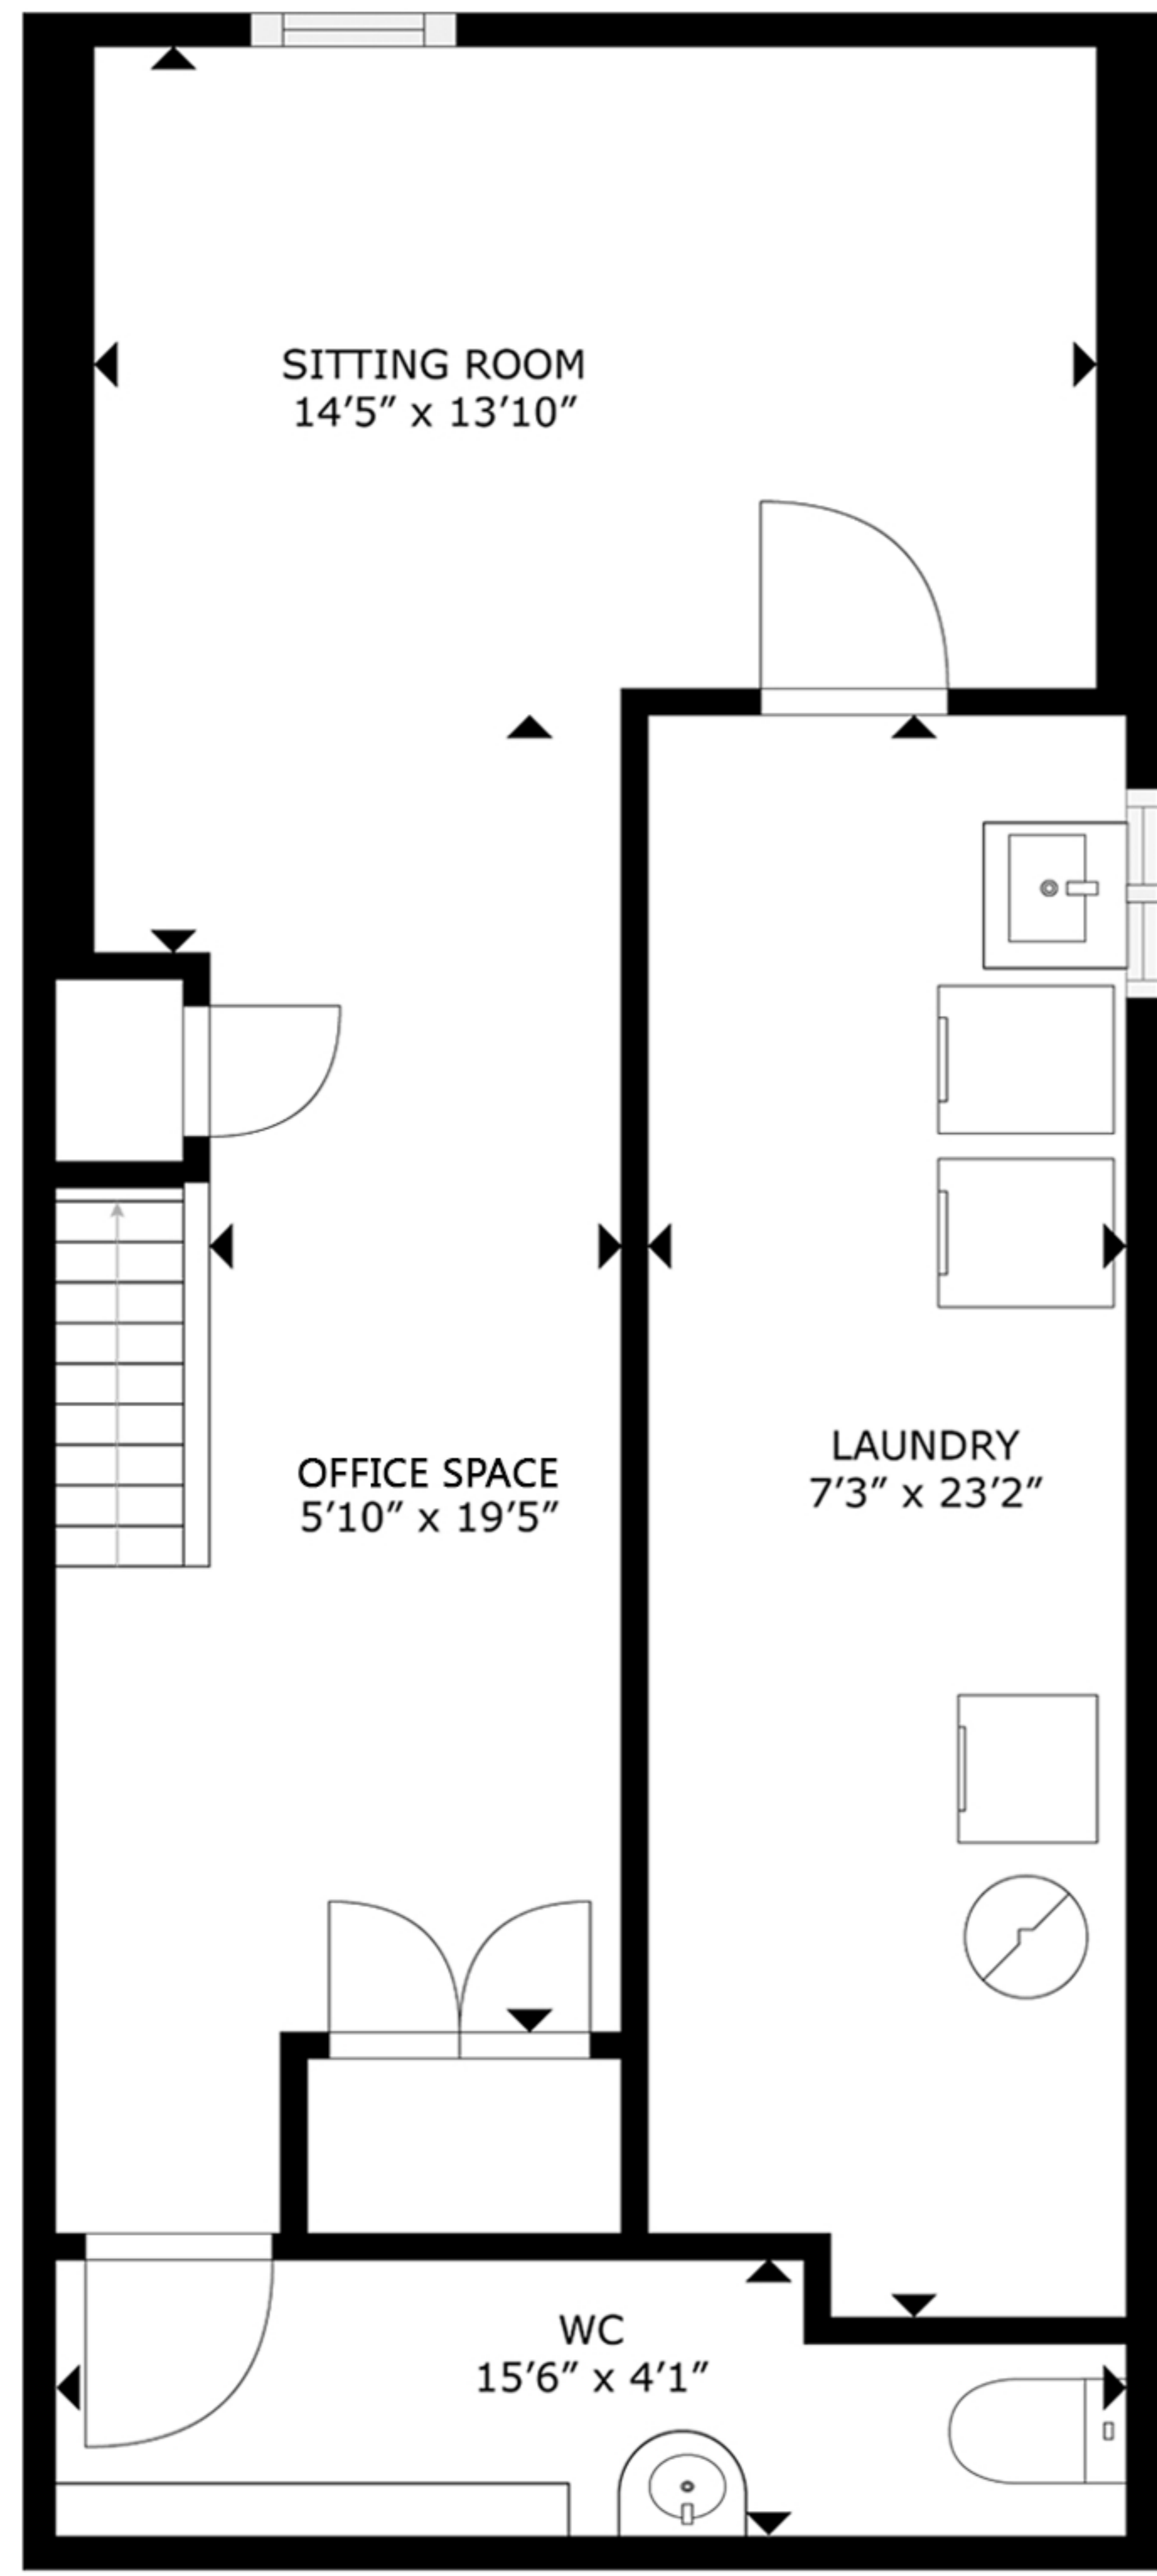 SITTING ROOM
14′5″ x 13′10″
OFFICE SPACE
5′10″ x 19′5″
LAUNDRY
7′3″ x 23′2″
WC
15′6″ x 4′1″